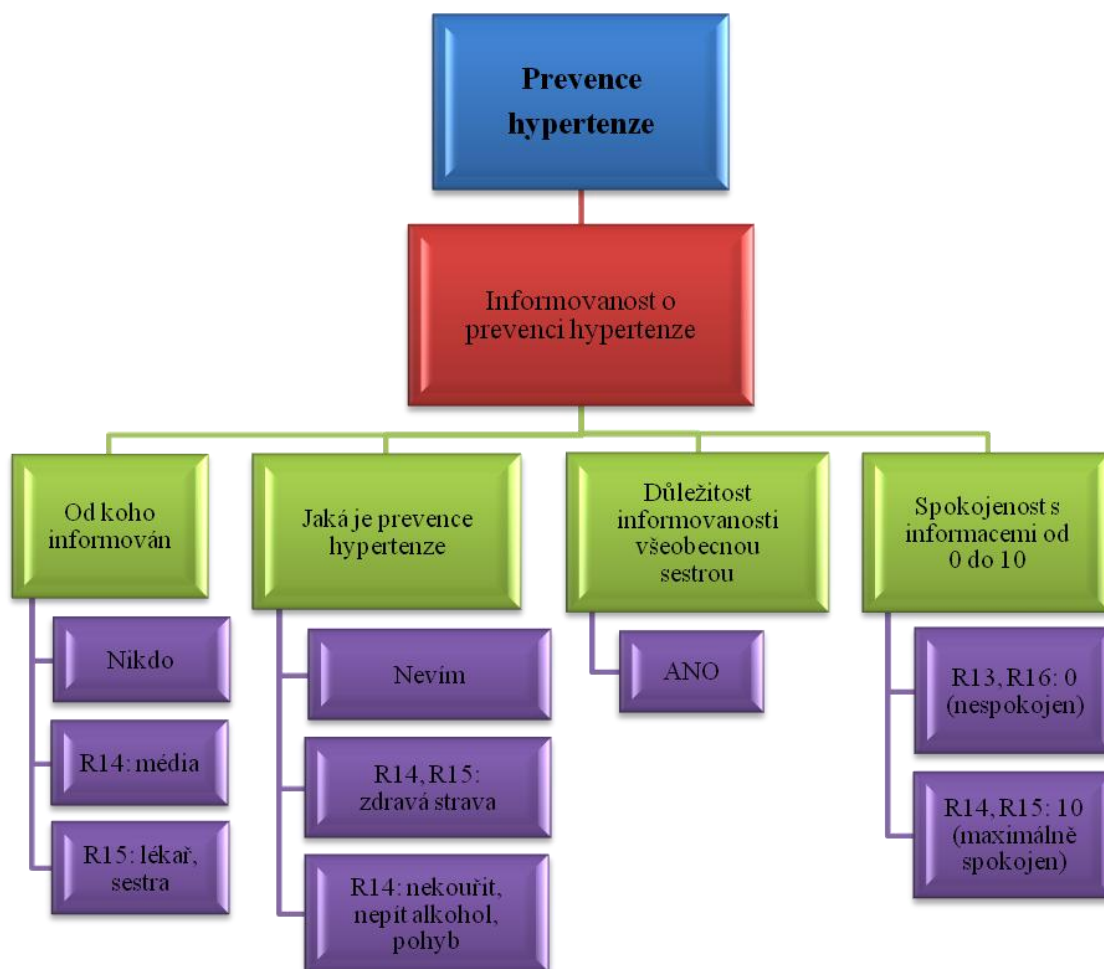 Prevence
hypertenze
Informovanost o
prevenci hypertenze
Od koho
informován
Nikdo
R14: média
R15: lékař,
sestra
Jaká je prevence
hypertenze
Nevím
R14, R15:
zdravá strava
R14: nekouřit,
nepít alkohol,
pohyb
Důležitost
informovanosti
všeobecnou
sestrou
ANO
Spokojenost s
informacemi od
0 do 10
R13, R16: 0
(nespokojen)
R14, R15: 10
(maximálně
spokojen)